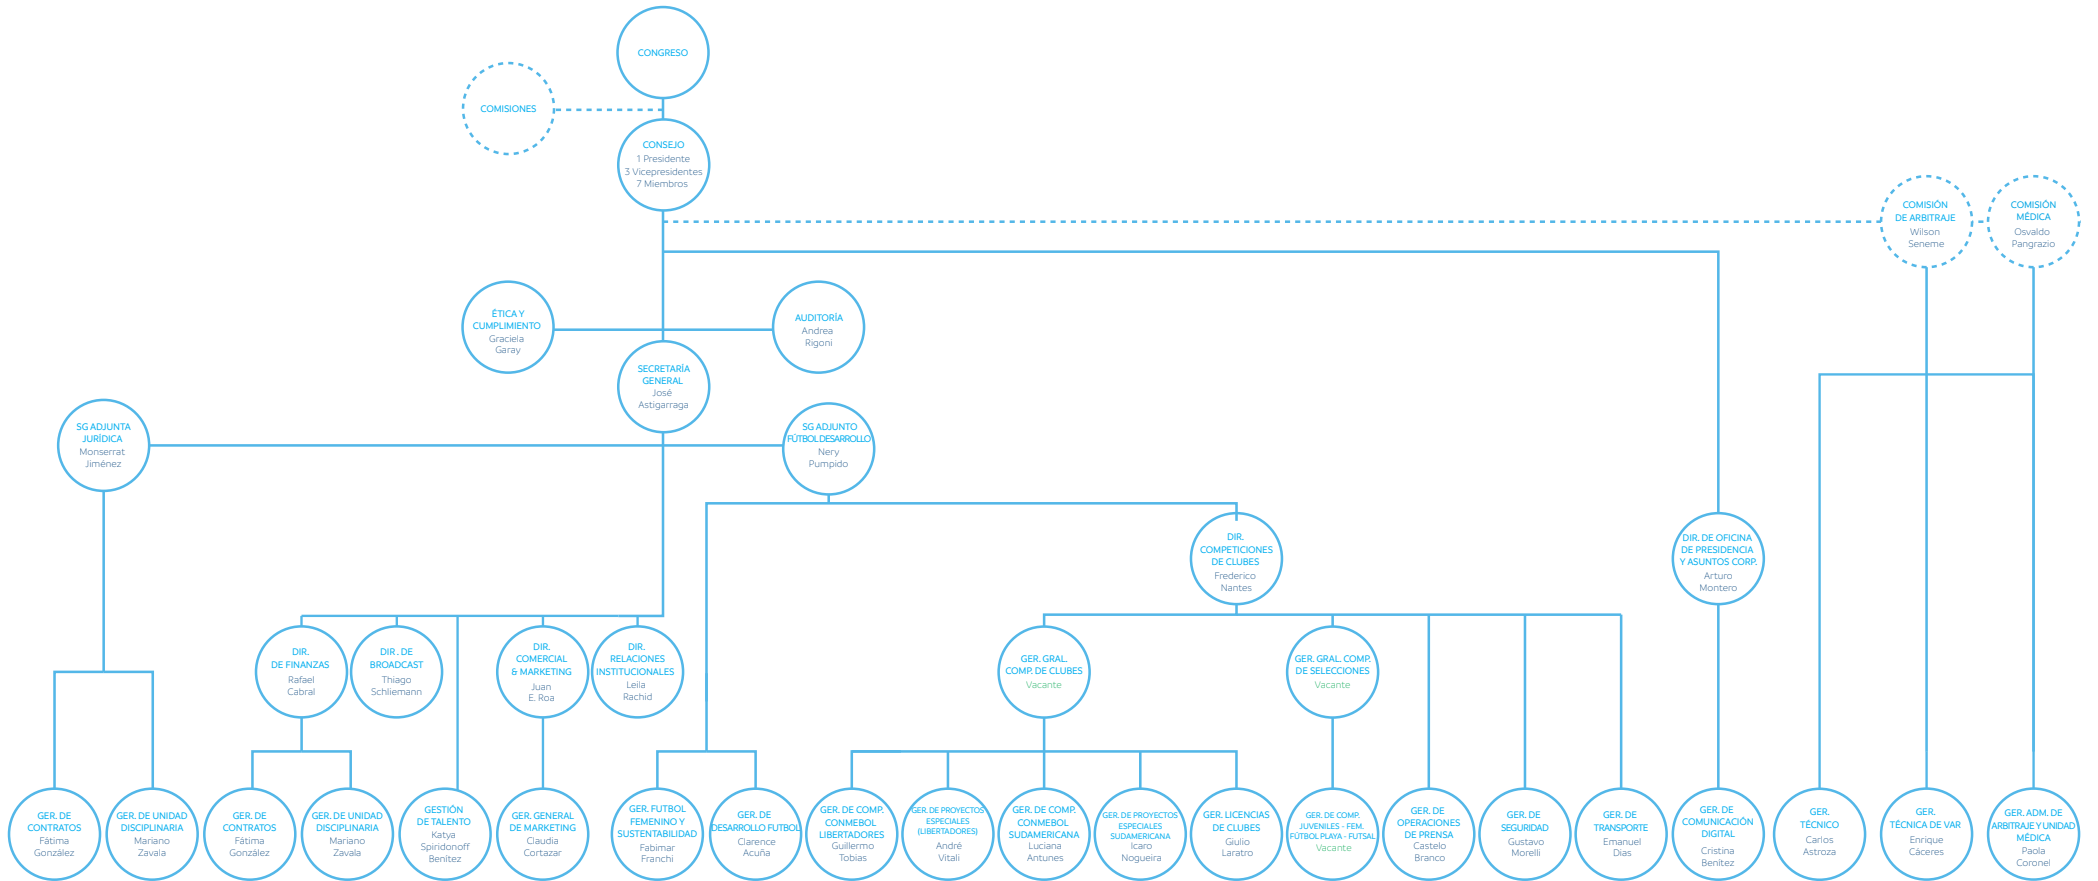 CONGRESO
COMISIONES
CONSEJO
1 Presidente
3 Vicepresidentes
7 Miembros
COMISIÓN
DE ARBITRAJE
Wilson
Seneme
COMISIÓN
MÉDICA
Osvaldo
Pangrazio
ÉTICA Y
CUMPLIMIENTO
Graciela
Garay
AUDITORÍA
Andrea
Rigoni
SECRETARÍA
GENERAL
José
Astigarraga
SG ADJUNTA
JURÍDICA
Monserrat
Jiménez
SG ADJUNTO
FÚTBOL DESARROLLO
Nery
Pumpido
DIR.
COMPETICIONES
DE CLUBES
Frederico
Nantes
DIR. DE OFICINA
DE PRESIDENCIA
Y ASUNTOS CORP.
Arturo
Montero
DIR.
DE FINANZAS
Rafael
Cabral
DIR . DE
BROADCAST
Thiago
Schliemann
DIR.
COMERCIAL
& MARKETING
Juan
E. Roa
DIR.
RELACIONES
INSTITUCIONALES
Leila
Rachid
GER. GRAL.
COMP. DE CLUBES
Vacante
GER. GRAL. COMP.
DE SELECCIONES
Vacante
GER. DE
CONTRATOS
Fátima
González
GER. DE UNIDAD
DISCIPLINARIA
Mariano
Zavala
GER. DE
CONTRATOS
Fátima
González
GER. DE UNIDAD
DISCIPLINARIA
Mariano
Zavala
GESTIÓN
DE TALENTO
Katya
Spiridonoff
Benítez
GER. GENERAL
DE MARKETING
Claudia
Cortazar
GER. FUTBOL
FEMENINO Y
SUSTENTABILIDAD
Fabimar
Franchi
GER. DE
DESARROLLO FUTBOL
Clarence
Acuña
GER. DE COMP.
CONMEBOL
LIBERTADORES
Guillermo
Tobias
GER. DE PROYECTOS
ESPECIALES
(LIBERTADORES)
André
Vitali
GER. DE COMP.
CONMEBOL
SUDAMERICANA
Luciana
Antunes
GER. DE PROYECTOS
ESPECIALES
SUDAMERICANA
Icaro
Nogueira
GER. LICENCIAS
DE CLUBES
Giulio
Laratro
GER. DE COMP.
JUVENILES - FEM.
FÚTBOL PLAYA - FUTSAL
Vacante
GER. DE
OPERACIONES
DE PRENSA
Castelo
Branco
GER. DE
SEGURIDAD
Gustavo
Morelli
GER. DE
TRANSPORTE
Emanuel
Dias
GER. DE
COMUNICACIÓN
DIGITAL
Cristina
Benítez
GER.
TÉCNICO
Carlos
Astroza
GER.
TÉCNICA DE VAR
Enrique
Cáceres
GER. ADM. DE
ARBITRAJE Y UNIDAD
MÉDICA
Paola
Coronel